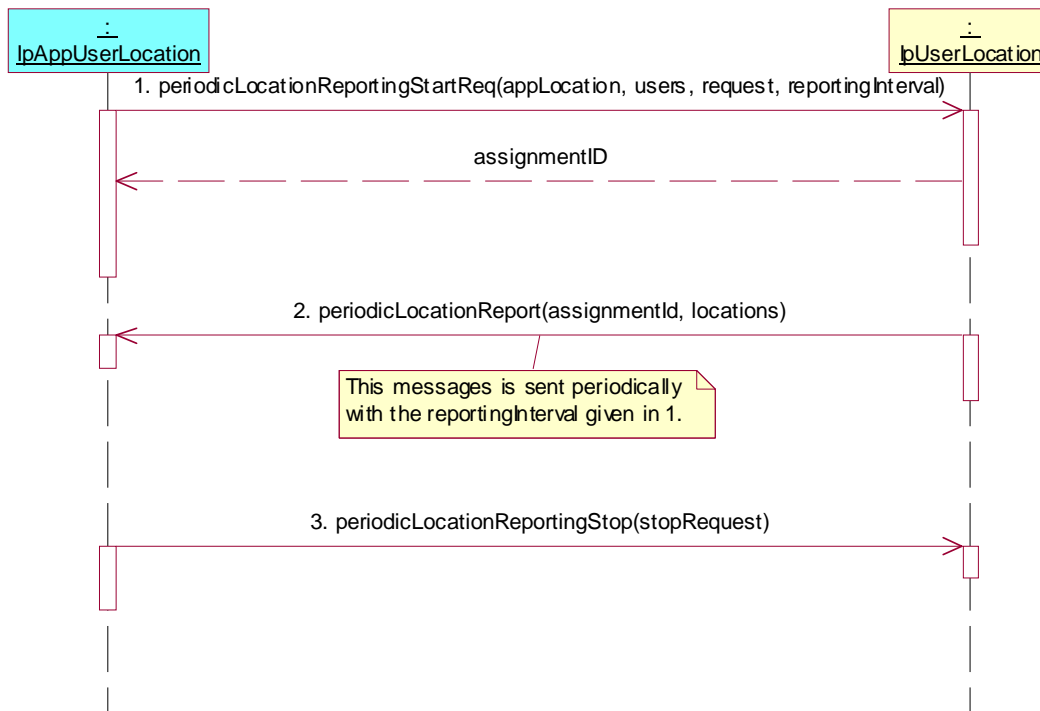 :
IpAppUserLocation
:
IpUserLocation
1. periodicLocationReportingStartReq(appLocation, users, request, reportingInterval)
assignmentID
2. periodicLocationReport(assignmentId, locations)
This messages is sent periodically
with the reportingInterval given in 1.
3. periodicLocationReportingStop(stopRequest)